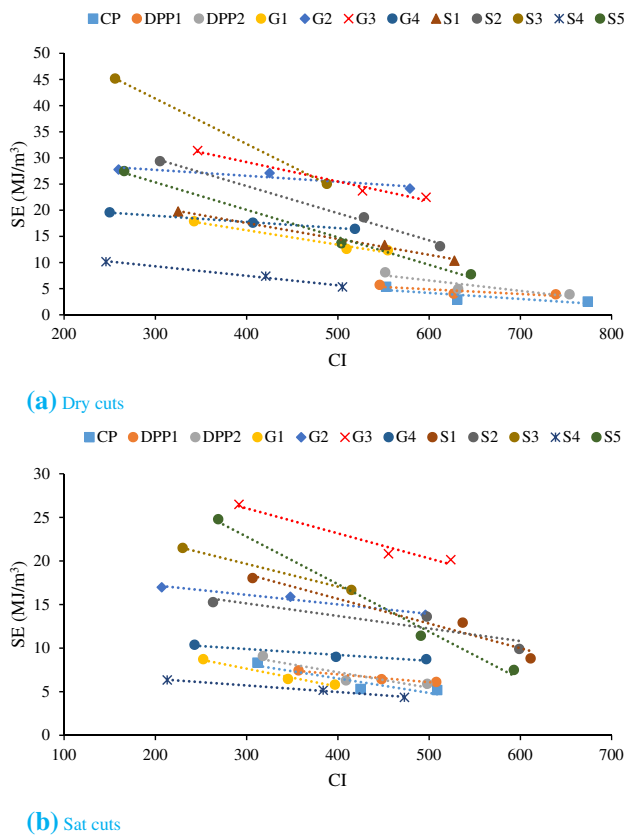 CP DPP1 DPP2 G1 G2 G3 G4 S1 S2 S3 S4 S5
50
45
40
35
30
25
20
15
10
5
0
SE (MJ/m³)
200 300 400 500 600 700 800
CI
(a) Dry cuts
CP DPP1 DPP2 G1 G2 G3 G4 S1 S2 S3 S4 S5
30
25
20
15
10
5
0
SE (MJ/m³)
100 200 300 400 500 600 700
CI
(b) Sat cuts